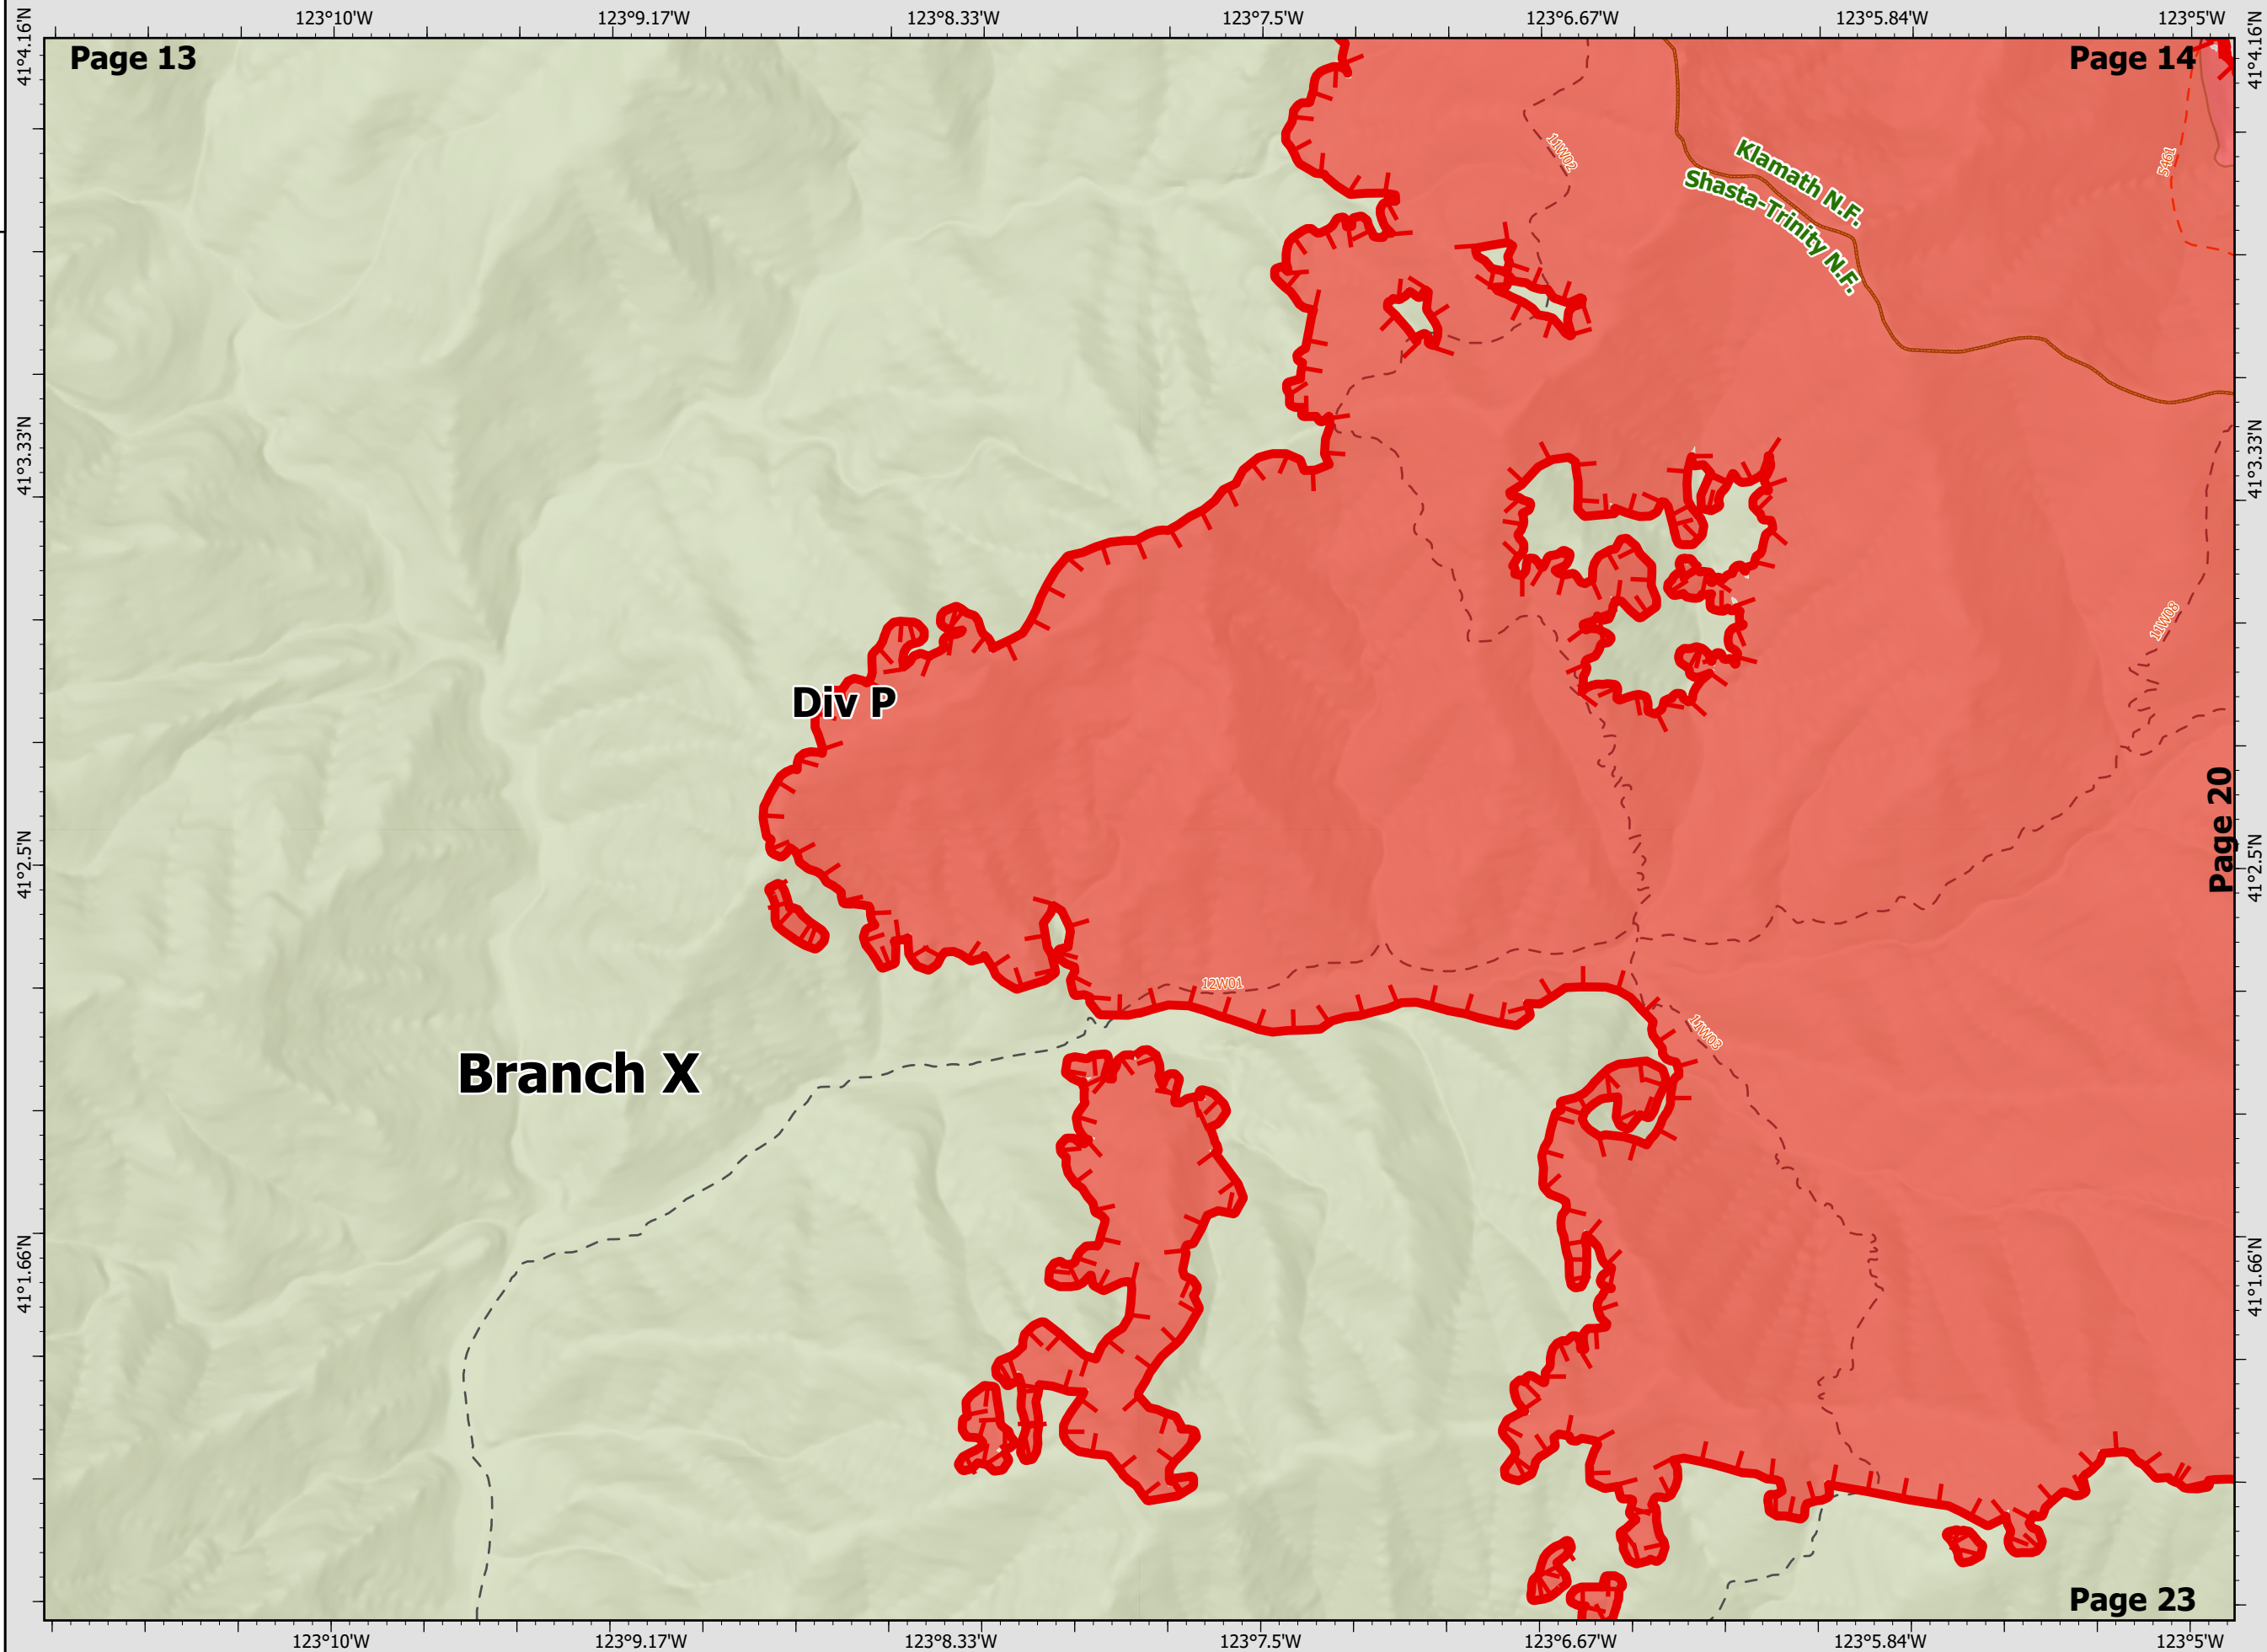 123°10'W 123°9.17'W 123°8.33'W 123°7.5'W 123°6.67'W 123°5.84'W 123°5'W
41°4.16'N
41°4.16'N
Page 13
Page 14
11W02
Klamath N.F.
Shasta-Trinity N.F.
5461
41°3.33'N
41°3.33'N
11W08
Div P
Page 20
41°2.5'N
41°2.5'N
12W01
11W03
Branch X
41°1.66'N
41°1.66'N
Page 23
123°10'W 123°9.17'W 123°8.33'W 123°7.5'W 123°6.67'W 123°5.84'W 123°5'W